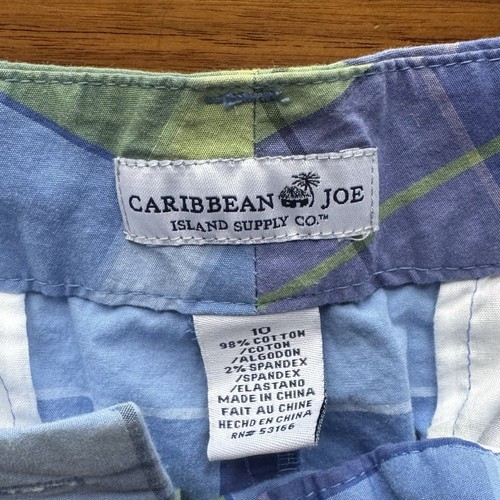 CARIBBEAN JOE
ISLAND SUPPLY CO.™
10
98% COTTON
/COTON
/ALGODON
2% SPANDEX
/SPANDEX
/ELASTANO
MADE IN CHINA
FAIT AU CHINE
HECHO EN CHINA
RN# 53166